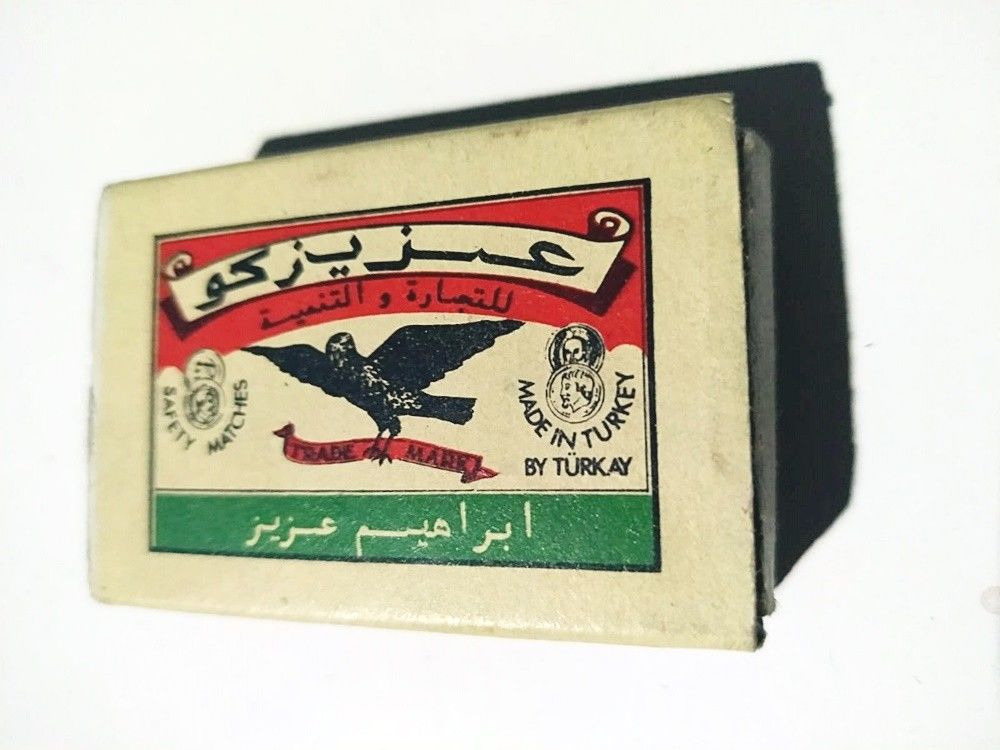 عزيزكو
للتجارة و التنمية
SAFETY MATCHES
MADE IN TURKEY
BY TÜRKAY
TRADE MARK
ابراهيم عزيز